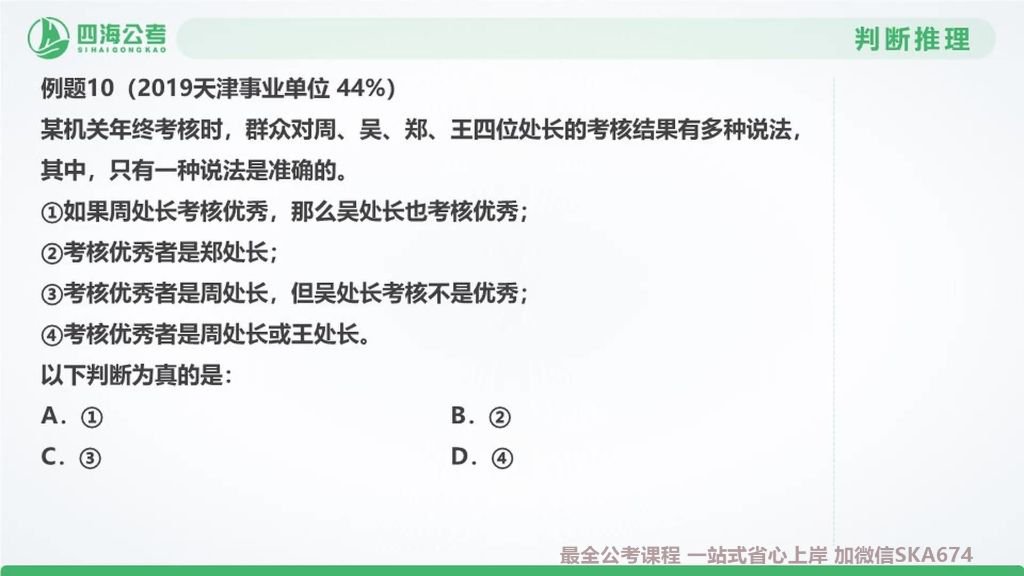 四海公考
SIHAIGONGKAO
判断推理
例题10（2019天津事业单位 44%）
某机关年终考核时，群众对周、吴、郑、王四位处长的考核结果有多种说法，
其中，只有一种说法是准确的。
①如果周处长考核优秀，那么吴处长也考核优秀；
②考核优秀者是郑处长；
③考核优秀者是周处长，但吴处长考核不是优秀；
④考核优秀者是周处长或王处长。
以下判断为真的是：
A．① B．②
C．③ D．④
最全公考课程 一站式省心上岸 加微信SKA674